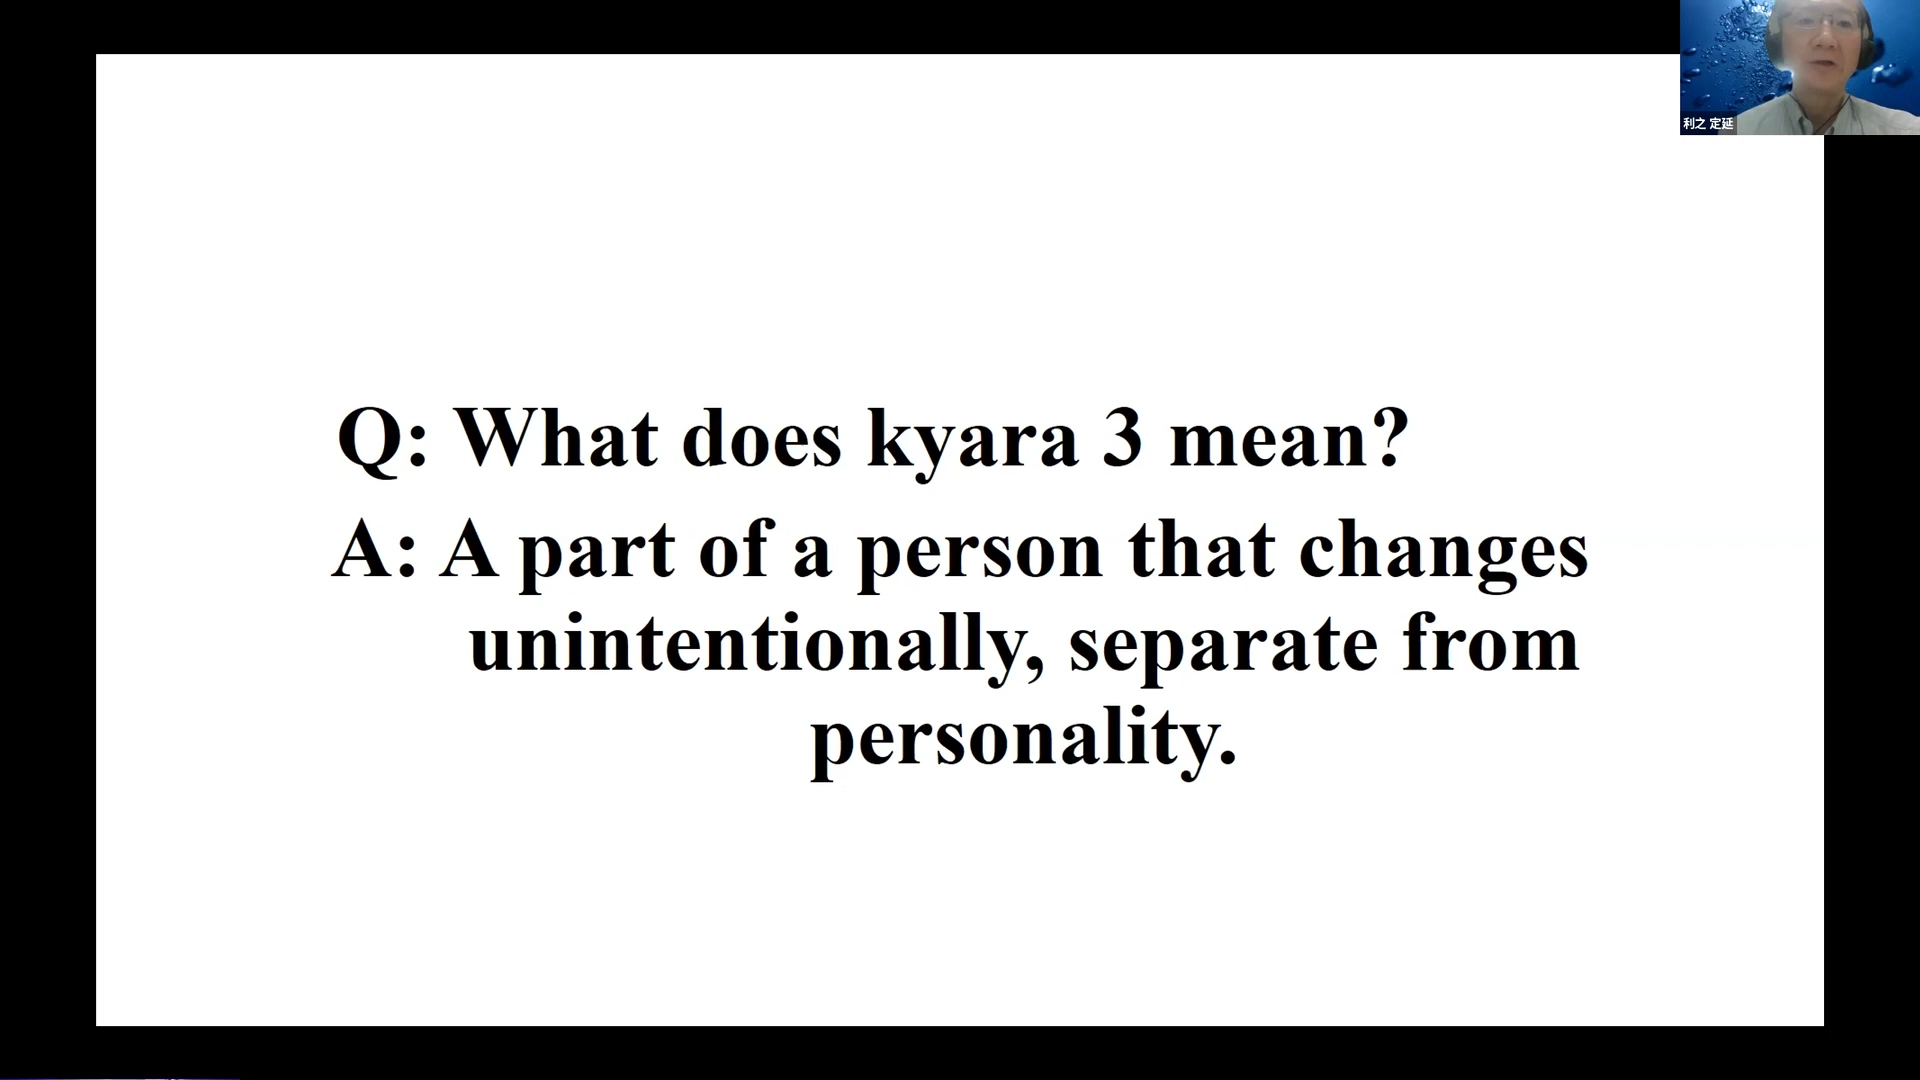 利之 定延
Q: What does kyara 3 mean?
A: A part of a person that changes
unintentionally, separate from
personality.